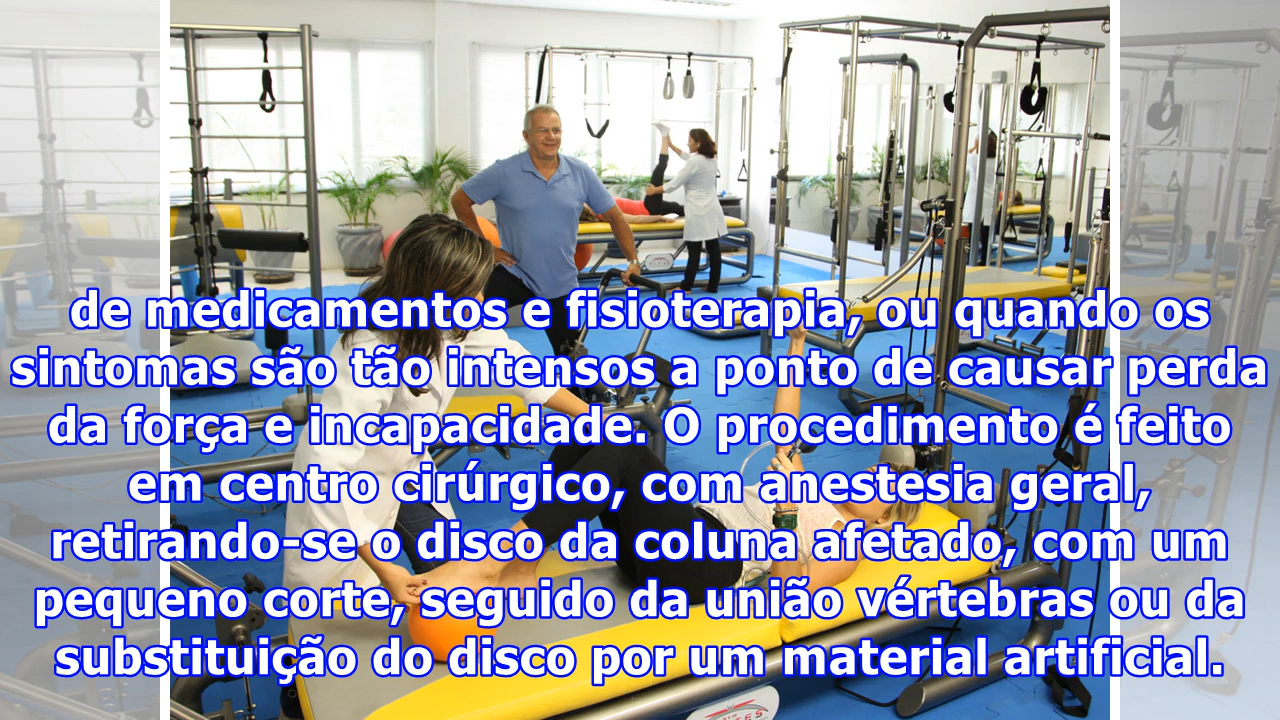 de medicamentos e fisioterapia, ou quando os
sintomas são tão intensos a ponto de causar perda
da força e incapacidade. O procedimento é feito
em centro cirúrgico, com anestesia geral,
retirando-se o disco da coluna afetado, com um
pequeno corte, seguido da união vértebras ou da
substituição do disco por um material artificial.